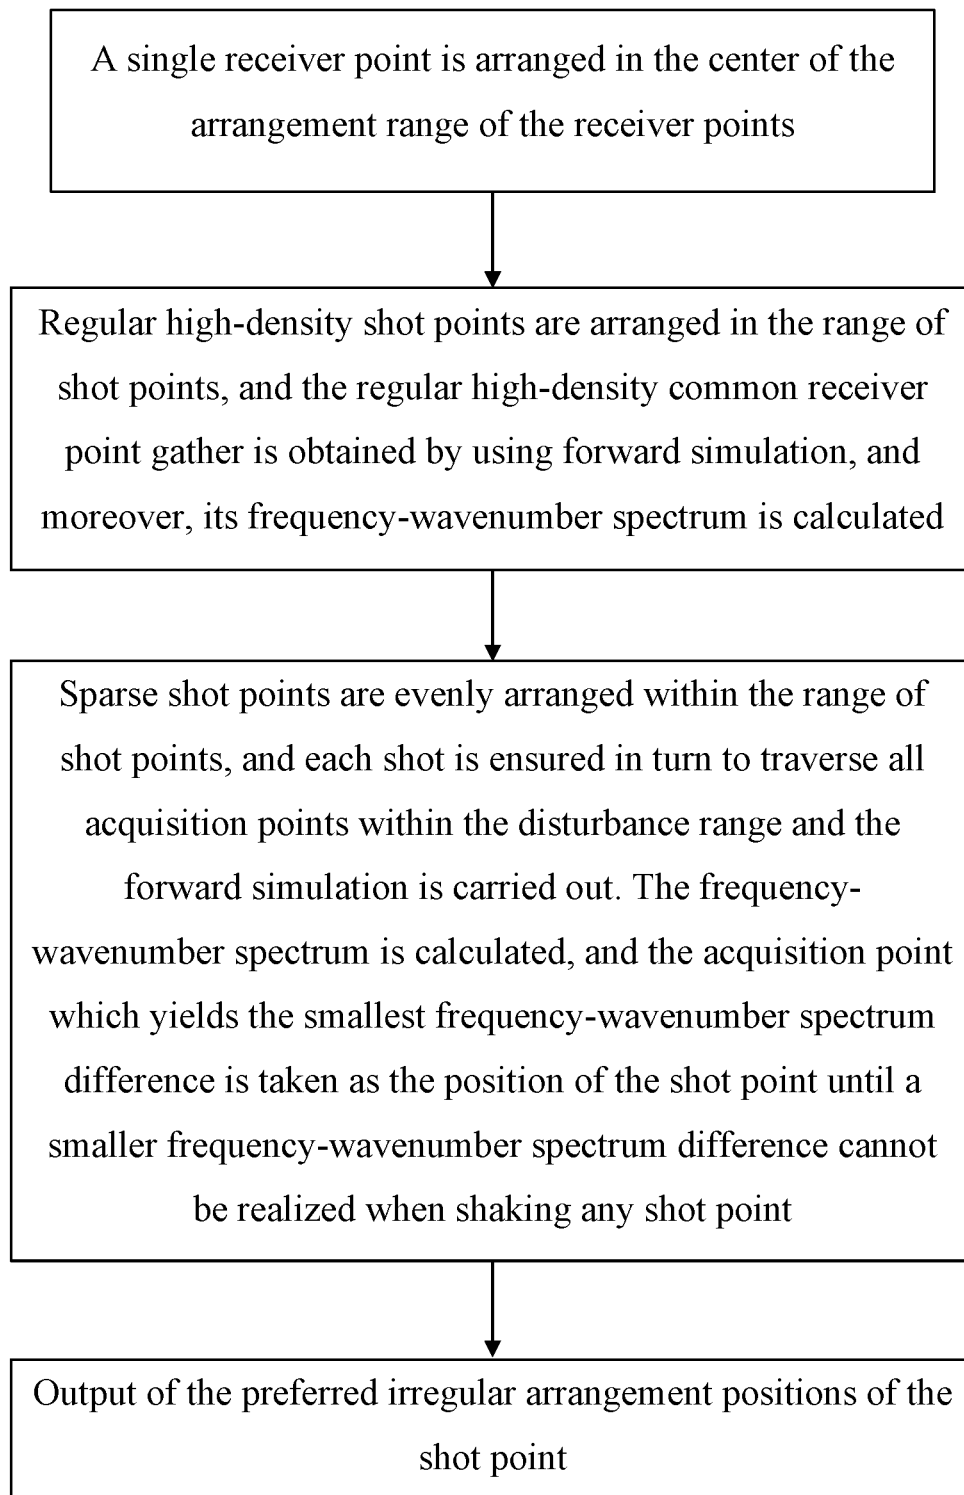 A single receiver point is arranged in the center of the
arrangement range of the receiver points
Regular high-density shot points are arranged in the range of
shot points, and the regular high-density common receiver
point gather is obtained by using forward simulation, and
moreover, its frequency-wavenumber spectrum is calculated
Sparse shot points are evenly arranged within the range of
shot points, and each shot is ensured in turn to traverse all
acquisition points within the disturbance range and the
forward simulation is carried out. The frequency-
wavenumber spectrum is calculated, and the acquisition point
which yields the smallest frequency-wavenumber spectrum
difference is taken as the position of the shot point until a
smaller frequency-wavenumber spectrum difference cannot
be realized when shaking any shot point
Output of the preferred irregular arrangement positions of the
shot point